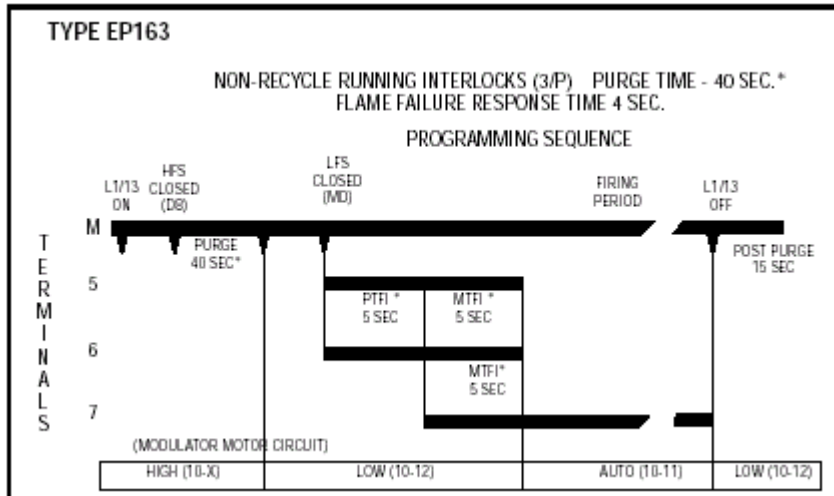 TYPE EP163
NON-RECYCLE RUNNING INTERLOCKS (3/P) PURGE TIME - 40 SEC.*
FLAME FAILURE RESPONSE TIME 4 SEC.
PROGRAMMING SEQUENCE
L1/13
ON
HFS
CLOSED
(D8)
LFS
CLOSED
(MD)
FIRING
PERIOD
L1/13
OFF
M
PURGE
40 SEC*
POST PURGE
15 SEC
TERMINALS
5
PTFI *
5 SEC
MTFI *
5 SEC
6
MTFI*
5 SEC
7
(MODULATOR MOTOR CIRCUIT)
HIGH (10-X) LOW (10-12) AUTO (10-11) LOW (10-12)